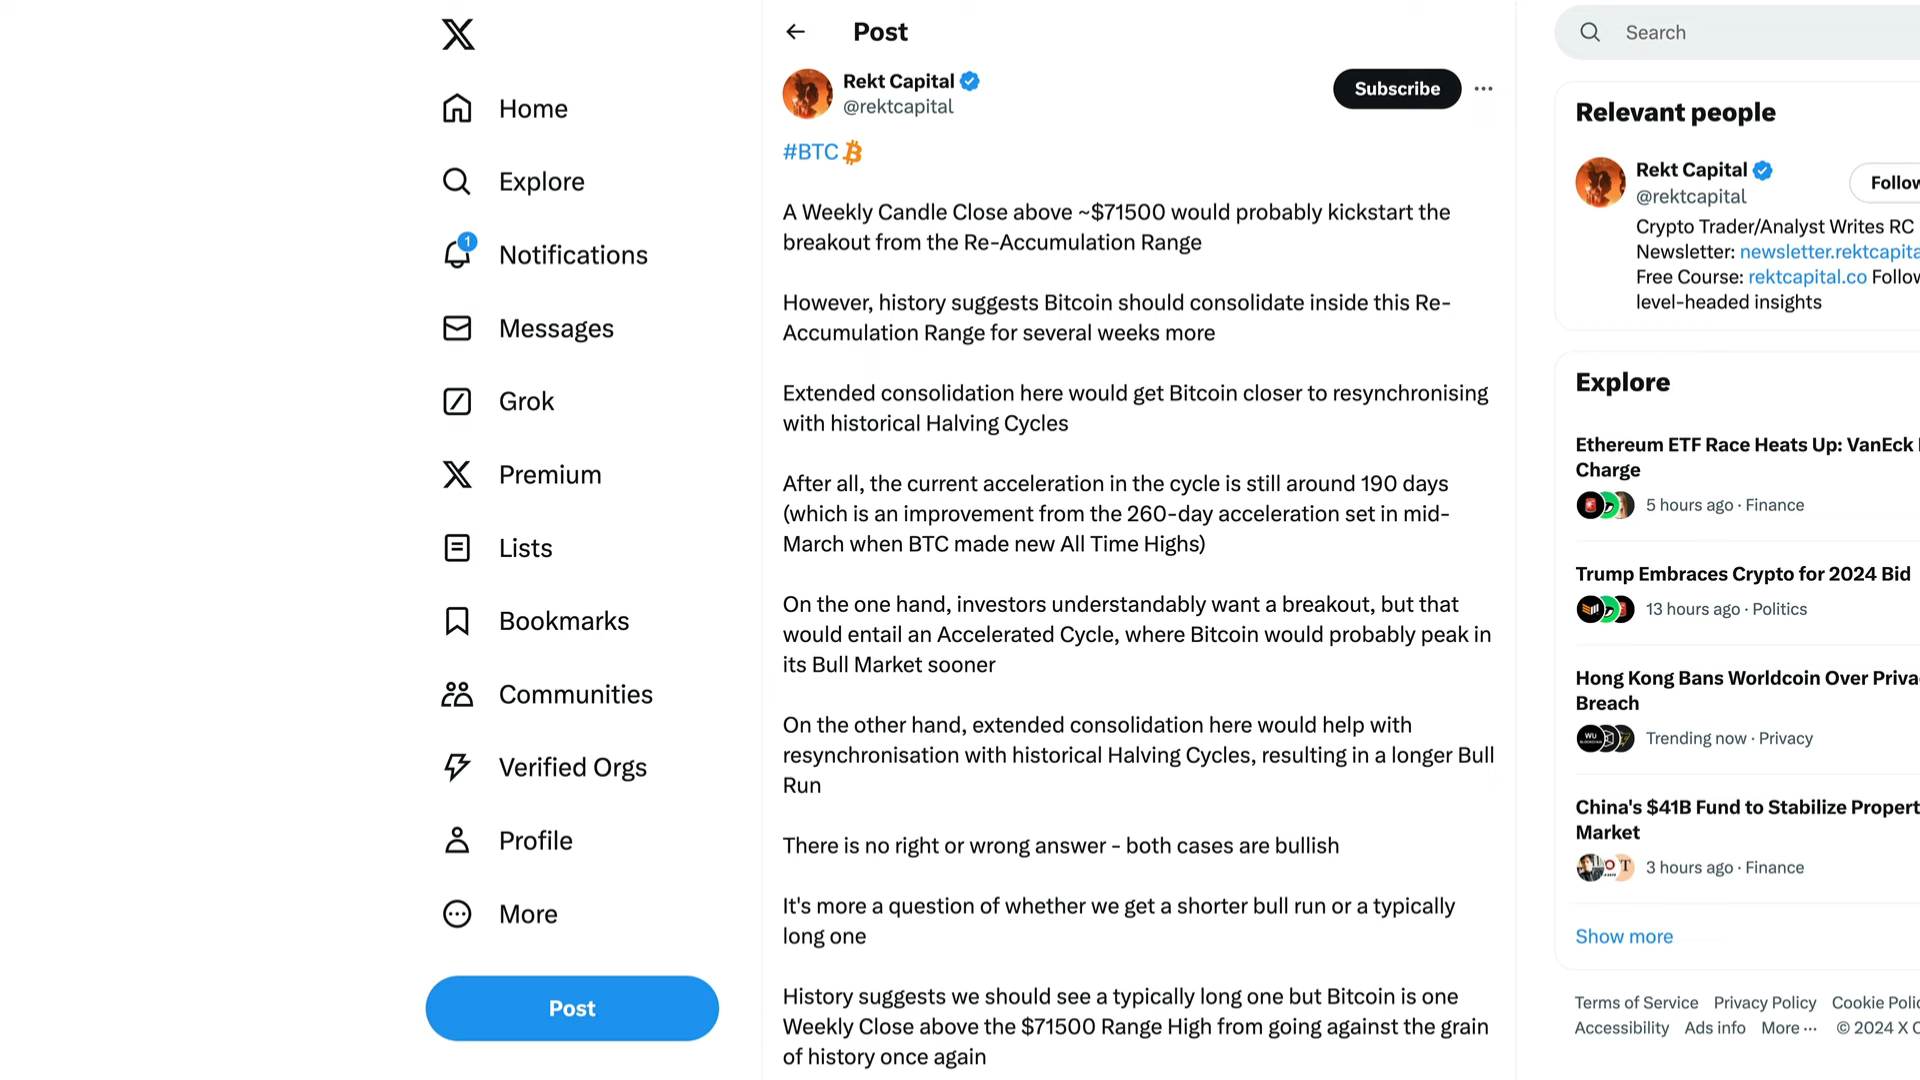 Home
Explore
1
Notifications
Messages
Grok
Premium
Lists
Bookmarks
Communities
Verified Orgs
Profile
More
Post
Post
Rekt Capital
@rektcapital
Subscribe
#BTC
A Weekly Candle Close above ~$71500 would probably kickstart the
breakout from the Re-Accumulation Range
However, history suggests Bitcoin should consolidate inside this Re-
Accumulation Range for several weeks more
Extended consolidation here would get Bitcoin closer to resynchronising
with historical Halving Cycles
After all, the current acceleration in the cycle is still around 190 days
(which is an improvement from the 260-day acceleration set in mid-
March when BTC made new All Time Highs)
On the one hand, investors understandably want a breakout, but that
would entail an Accelerated Cycle, where Bitcoin would probably peak in
its Bull Market sooner
On the other hand, extended consolidation here would help with
resynchronisation with historical Halving Cycles, resulting in a longer Bull
Run
There is no right or wrong answer - both cases are bullish
It's more a question of whether we get a shorter bull run or a typically
long one
History suggests we should see a typically long one but Bitcoin is one
Weekly Close above the $71500 Range High from going against the grain
of history once again
Search
Relevant people
Rekt Capital
@rektcapital
Follow
Crypto Trader/Analyst Writes RC
Newsletter: newsletter.rektcapita
Free Course: rektcapital.co Follow
level-headed insights
Explore
Ethereum ETF Race Heats Up: VanEck
Charge
5 hours ago · Finance
Trump Embraces Crypto for 2024 Bid
13 hours ago · Politics
Hong Kong Bans Worldcoin Over Priva
Breach
Trending now · Privacy
China's $41B Fund to Stabilize Propert
Market
3 hours ago · Finance
Show more
Terms of Service Privacy Policy Cookie Polic
Accessibility Ads info More ··· © 2024 X C